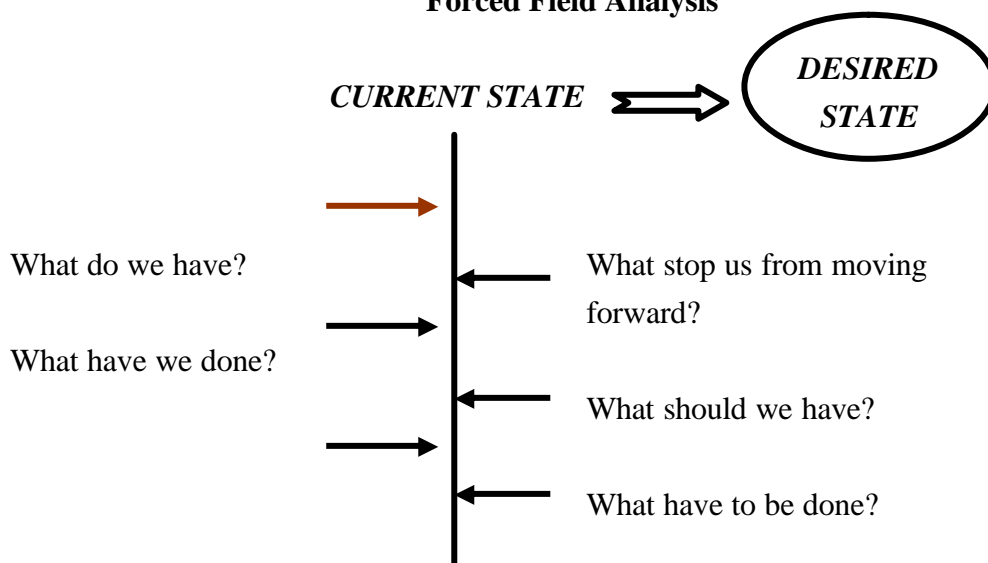 Forced Field Analysis
DESIRED
STATE
CURRENT STATE
What do we have?
What stop us from moving
forward?
What have we done?
What should we have?
What have to be done?